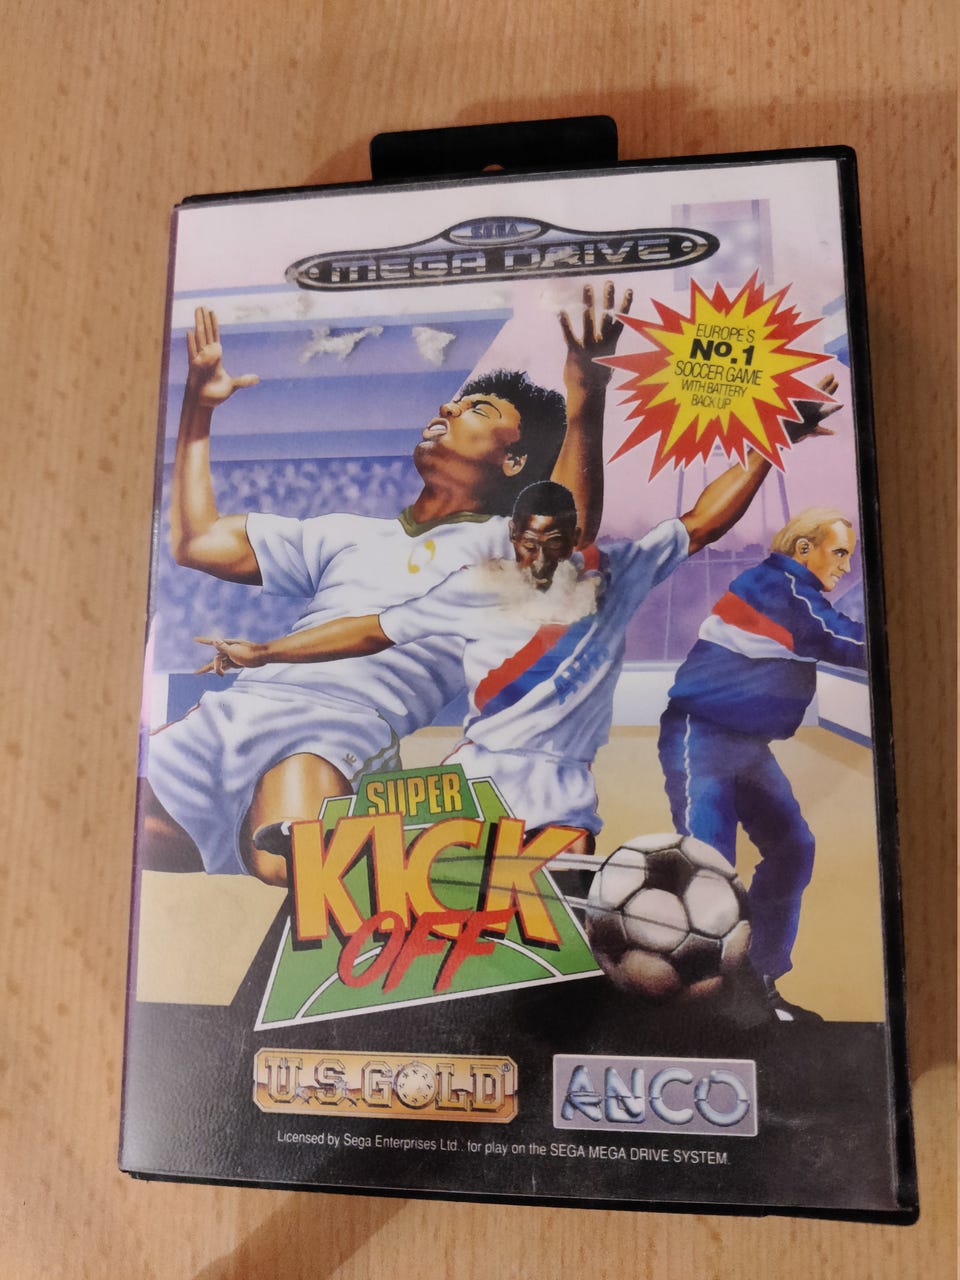 SEGA
MEGA DRIVE
EUROPE'S
No.1
SOCCER GAME
WITH BATTERY
BACK UP
SUPER
KICK
OFF
U.S. GOLD®
ANCO
Licensed by Sega Enterprises Ltd.. for play on the SEGA MEGA DRIVE SYSTEM.